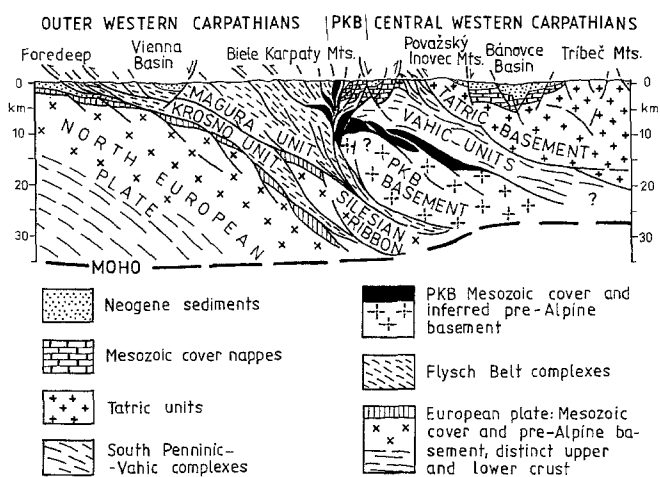 OUTER WESTERN CARPATHIANS | PKB | CENTRAL WESTERN CARPATHIANS
Foredeep
Vienna
Basin
Biele Karpaty Mts.
Považský
Inovec Mts.
Bánovce
Basin
Tríbeč Mts.
0
km
10
20
30
0
km
10
20
30
MAGURA UNIT
KROSNO UNIT
NORTH EUROPEAN
PLATE
SILESIAN
RIBBON
?
PKB
BASEMENT
VAHIC UNITS
TATRIC
BASEMENT
?
MOHO
Neogene sediments
Mesozoic cover nappes
Tatric units
South Penninic-
-Vahic complexes
PKB Mesozoic cover and
inferred pre-Alpine
basement
Flysch Belt complexes
European plate: Mesozoic
cover and pre-Alpine ba-
sement, distinct upper
and lower crust